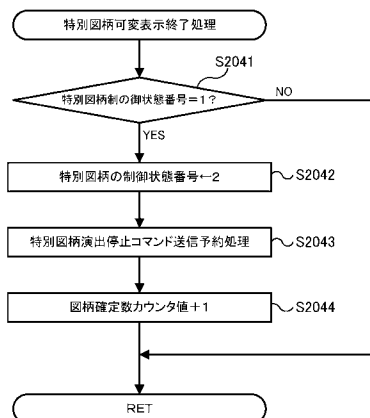 特別図柄可変表示終了処理
S2041
特別図柄制の御状態番号＝1？
NO
YES
特別図柄の制御状態番号←2
S2042
特別図柄演出停止コマンド送信予約処理
S2043
図柄確定数カウンタ値＋1
S2044
RET